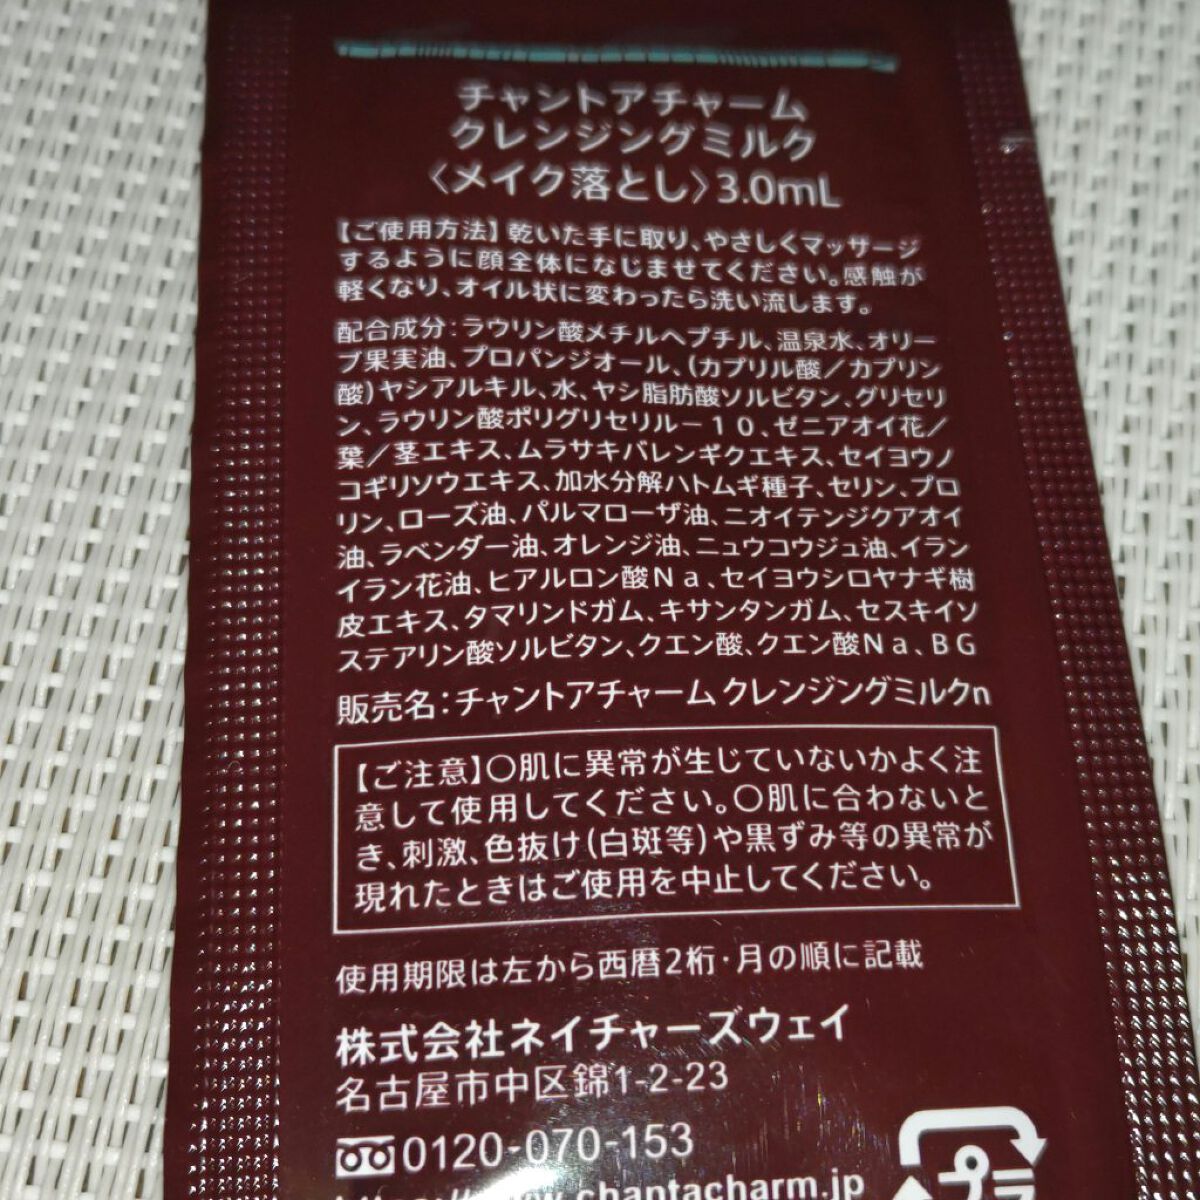 チャントアチャーム
クレンジングミルク
〈メイク落とし〉3.0mL
【ご使用方法】乾いた手に取り、やさしくマッサージ
するように顔全体になじませてください。感触が
軽くなり、オイル状に変わったら洗い流します。
配合成分：ラウリン酸メチルヘプチル、温泉水、オリー
ブ果実油、プロパンジオール、(カプリル酸／カプリン
酸)ヤシアルキル、水、ヤシ脂肪酸ソルビタン、グリセリ
ン、ラウリン酸ポリグリセリル－１０、ゼニアオイ花／
葉／茎エキス、ムラサキバレンギクエキス、セイヨウノ
コギリソウエキス、加水分解ハトムギ種子、セリン、プロ
リン、ローズ油、パルマローザ油、ニオイテンジクアオイ
油、ラベンダー油、オレンジ油、ニュウコウジュ油、イラン
イラン花油、ヒアルロン酸Ｎａ、セイヨウシロヤナギ樹
皮エキス、タマリンドガム、キサンタンガム、セスキイソ
ステアリン酸ソルビタン、クエン酸、クエン酸Ｎａ、ＢＧ
販売名：チャントアチャーム クレンジングミルクn
【ご注意】○肌に異常が生じていないかよく注
意して使用してください。○肌に合わないと
き、刺激、色抜け(白斑等)や黒ずみ等の異常が
現れたときはご使用を中止してください。
使用期限は左から西暦2桁・月の順に記載
株式会社ネイチャーズウェイ
名古屋市中区錦1-2-23
0120-070-153
https://www.chantacharm.jp
プラ